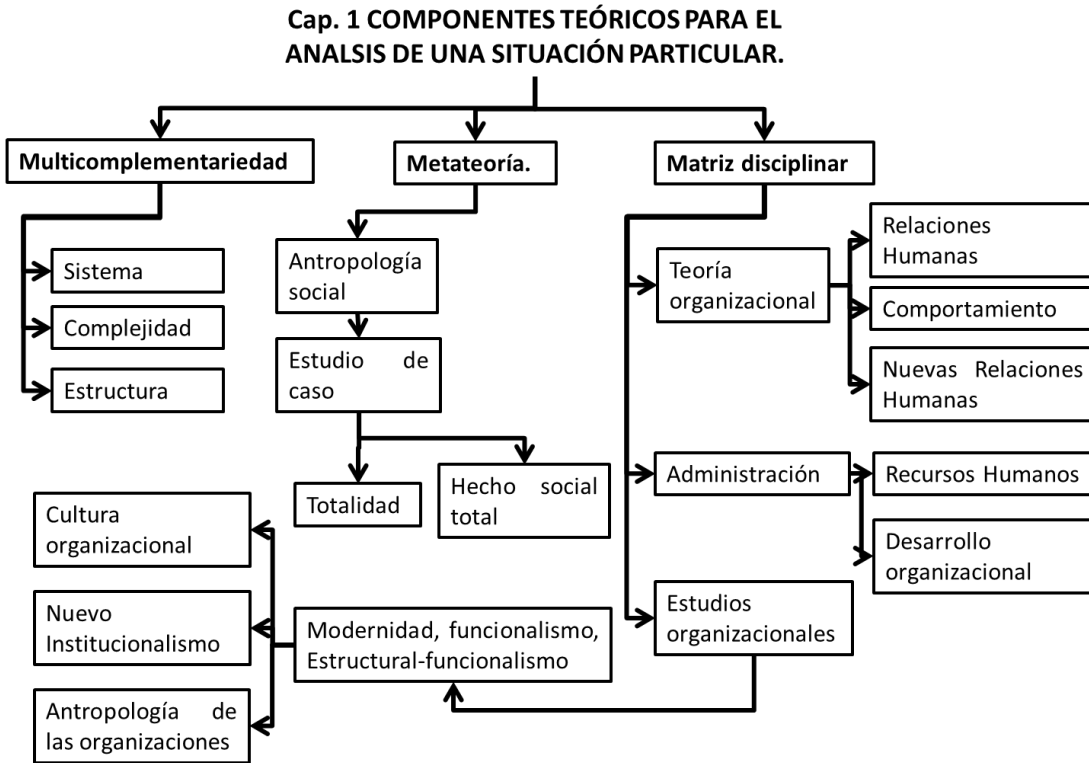 Cap. 1 COMPONENTES TEÓRICOS PARA EL
ANALSIS DE UNA SITUACIÓN PARTICULAR.
Multicomplementariedad
Metateoría.
Matriz disciplinar
Sistema
Complejidad
Estructura
Antropología
social
Estudio de
caso
Totalidad
Hecho social
total
Teoría
organizacional
Relaciones
Humanas
Comportamiento
Nuevas Relaciones
Humanas
Administración
Recursos Humanos
Desarrollo
organizacional
Estudios
organizacionales
Modernidad, funcionalismo,
Estructural-funcionalismo
Cultura
organizacional
Nuevo
Institucionalismo
Antropología de
las organizaciones